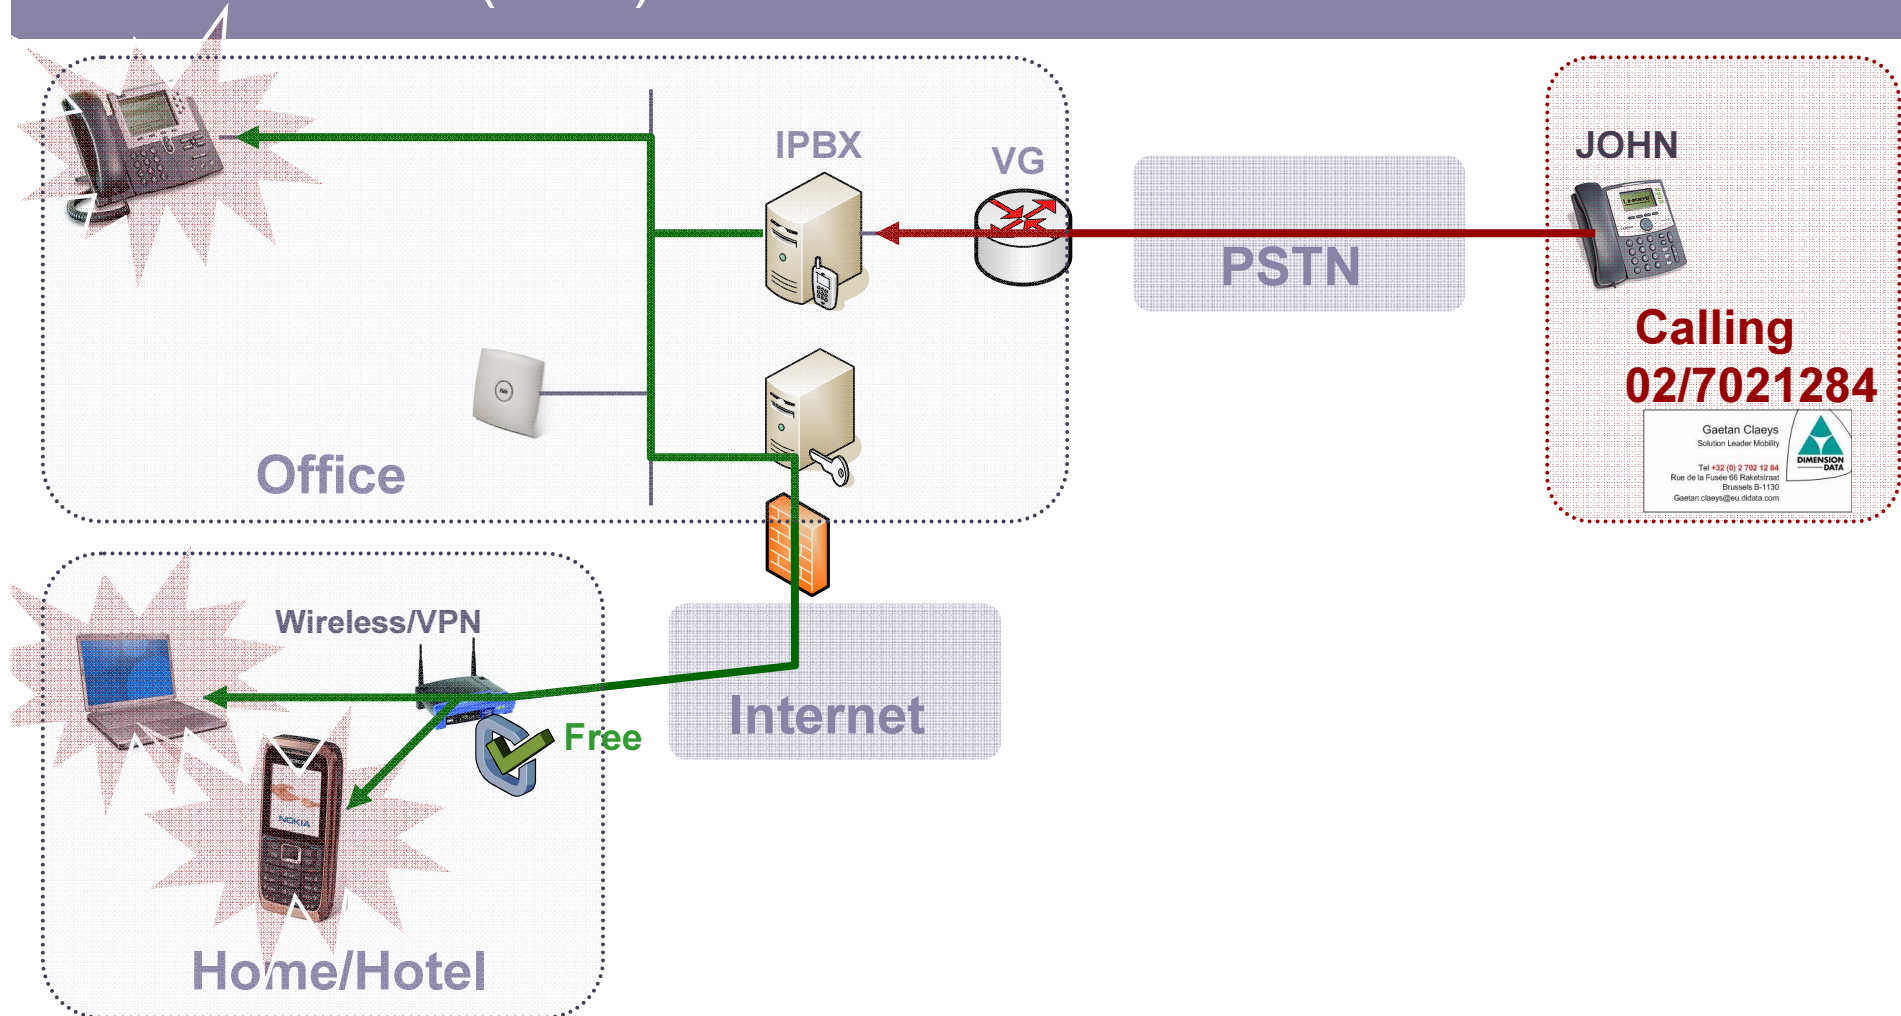 IPBX
VG
JOHN
PSTN
Calling
02/7021284
Gaetan Claeys
Solution Leader Mobility
DIMENSION
DATA
Tel +32 (0) 2 702 12 84
Rue de la Fusée 66 Raketstraat
Brussels B-1130
Gaetan.claeys@eu.didata.com
Office
Wireless/VPN
Internet
Free
NOKIA
Home/Hotel